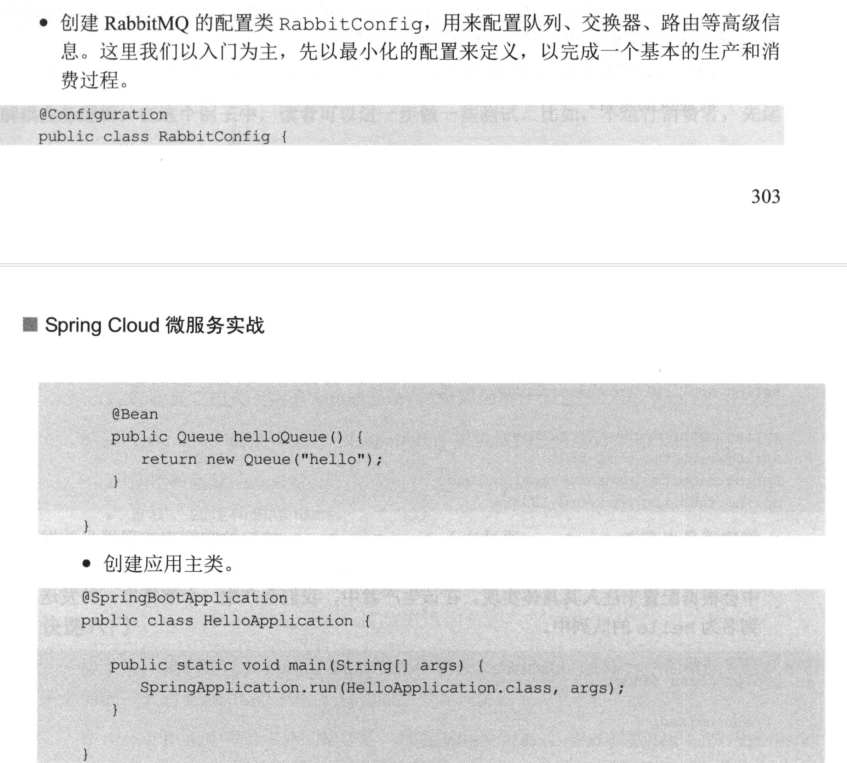 ● 创建 RabbitMQ 的配置类 RabbitConfig，用来配置队列、交换器、路由等高级信
息。这里我们以入门为主，先以最小化的配置来定义，以完成一个基本的生产和消
费过程。
@Configuration
public class RabbitConfig {
303
Spring Cloud 微服务实战
@Bean
public Queue helloQueue() {
return new Queue("hello");
}
}
● 创建应用主类。
@SpringBootApplication
public class HelloApplication {
public static void main(String[] args) {
SpringApplication.run(HelloApplication.class, args);
}
}